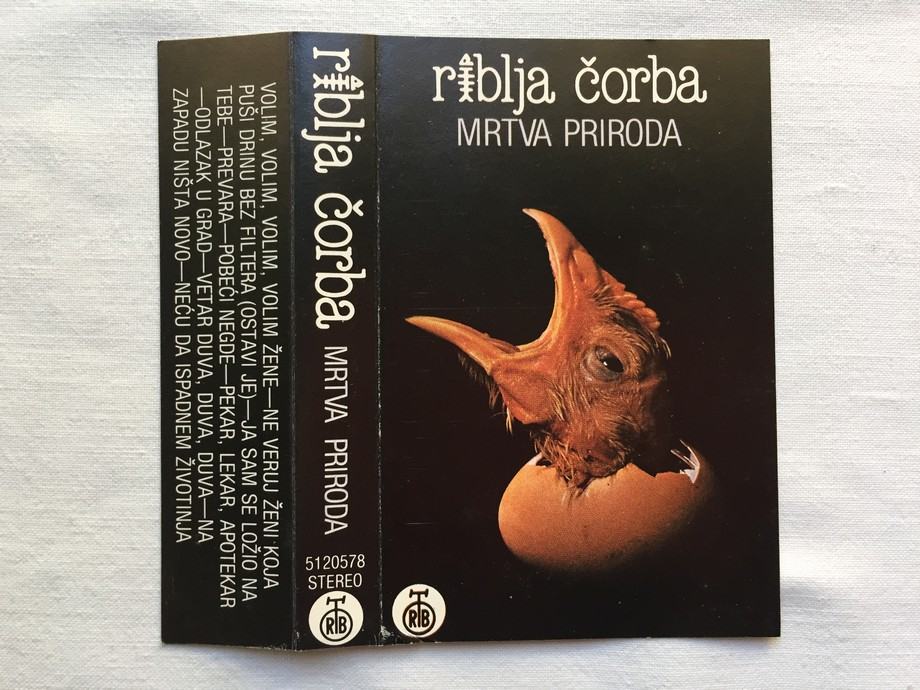 riblja čorba
MRTVA PRIRODA
RTB
riblja čorba MRTVA PRIRODA
5120578
STEREO
RTB
VOLIM, VOLIM, VOLIM, VOLIM ŽENE—NE VERUJ ŽENI KOJA
PUŠI DRINU BEZ FILTERA (OSTAVI JE)—JA SAM SE LOŽIO NA
TEBE—PREVARA—POBEĆI NEGDE—PEKAR, LEKAR, APOTEKAR
—ODLAZAK U GRAD—VETAR DUVA, DUVA, DUVA—NA
ZAPADU NIŠTA NOVO—NEĆU DA ISPADNEM ŽIVOTINJA